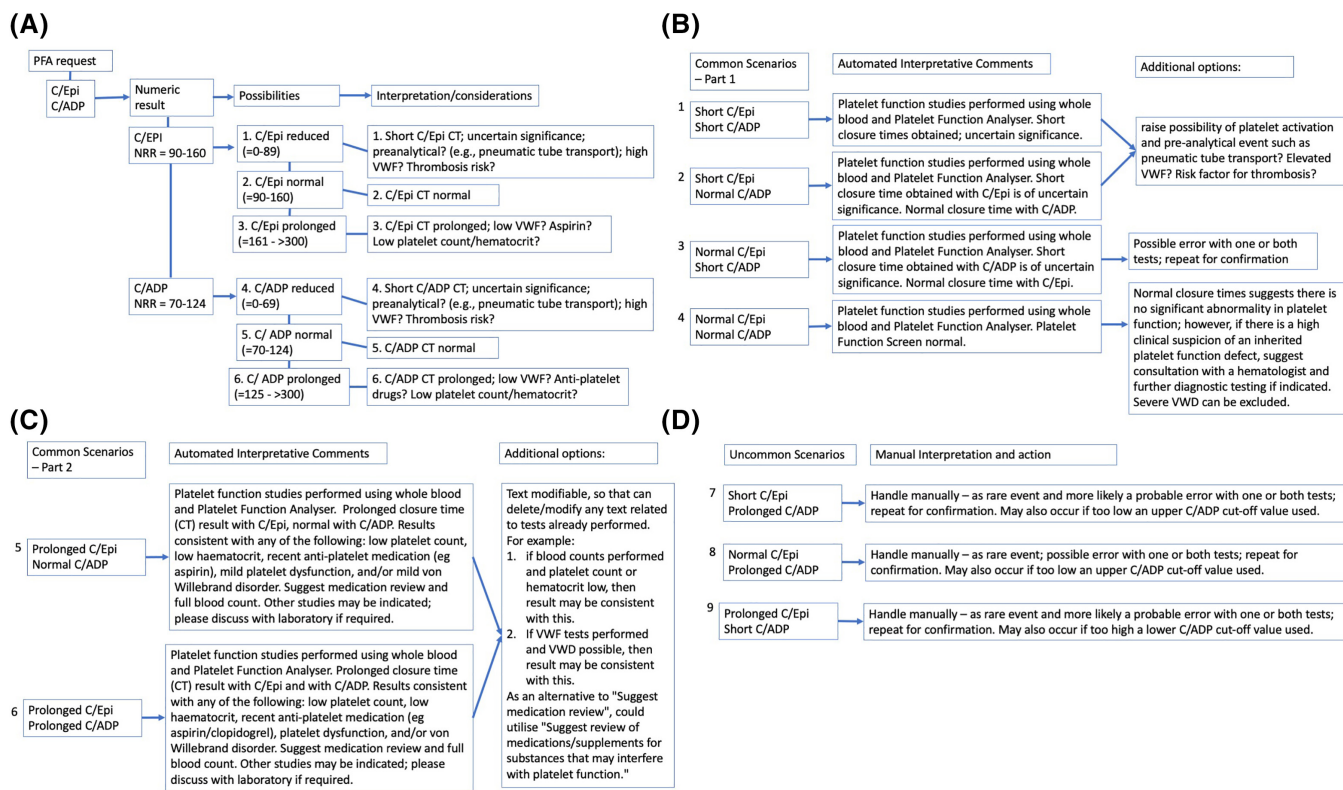 (A)
PFA request
C/Epi
C/ADP
Numeric
result
Possibilities
Interpretation/considerations
C/EPI
NRR = 90-160
1. C/Epi reduced
(=0-89)
1. Short C/Epi CT; uncertain significance;
preanalytical? (e.g., pneumatic tube transport); high
VWF? Thrombosis risk?
2. C/Epi normal
(=90-160)
2. C/Epi CT normal
3. C/Epi prolonged
(=161 - >300)
3. C/Epi CT prolonged; low VWF? Aspirin?
Low platelet count/hematocrit?
C/ADP
NRR = 70-124
4. C/ADP reduced
(=0-69)
4. Short C/ADP CT; uncertain significance;
preanalytical? (e.g., pneumatic tube transport); high
VWF? Thrombosis risk?
5. C/ ADP normal
(=70-124)
5. C/ADP CT normal
6. C/ ADP prolonged
(=125 - >300)
6. C/ADP CT prolonged; low VWF? Anti-platelet
drugs? Low platelet count/hematocrit?
(B)
Common Scenarios
– Part 1
Automated Interpretative Comments
Additional options:
1
Short C/Epi
Short C/ADP
Platelet function studies performed using whole
blood and Platelet Function Analyser. Short
closure times obtained; uncertain significance.
2
Short C/Epi
Normal C/ADP
Platelet function studies performed using whole
blood and Platelet Function Analyser. Short
closure time obtained with C/Epi is of uncertain
significance. Normal closure time with C/ADP.
raise possibility of platelet activation
and pre-analytical event such as
pneumatic tube transport? Elevated
VWF? Risk factor for thrombosis?
3
Normal C/Epi
Short C/ADP
Platelet function studies performed using whole
blood and Platelet Function Analyser. Short
closure time obtained with C/ADP is of uncertain
significance. Normal closure time with C/Epi.
Possible error with one or both
tests; repeat for confirmation
4
Normal C/Epi
Normal C/ADP
Platelet function studies performed using whole
blood and Platelet Function Analyser. Platelet
Function Screen normal.
Normal closure times suggests there is
no significant abnormality in platelet
function; however, if there is a high
clinical suspicion of an inherited
platelet function defect, suggest
consultation with a hematologist and
further diagnostic testing if indicated.
Severe VWD can be excluded.
(C)
Common Scenarios
– Part 2
Automated Interpretative Comments
Additional options:
5
Prolonged C/Epi
Normal C/ADP
Platelet function studies performed using whole blood
and Platelet Function Analyser.  Prolonged closure time
(CT) result with C/Epi, normal with C/ADP. Results
consistent with any of the following: low platelet count,
low haematocrit, recent anti-platelet medication (eg
aspirin), mild platelet dysfunction, and/or mild von
Willebrand disorder. Suggest medication review and
full blood count. Other studies may be indicated;
please discuss with laboratory if required.
6
Prolonged C/Epi
Prolonged C/ADP
Platelet function studies performed using whole blood
and Platelet Function Analyser. Prolonged closure time
(CT) result with C/Epi and with C/ADP. Results consistent
with any of the following: low platelet count, low
haematocrit, recent anti-platelet medication (eg
aspirin/clopidogrel), platelet dysfunction, and/or von
Willebrand disorder. Suggest medication review and full
blood count. Other studies may be indicated; please
discuss with laboratory if required.
Text modifiable, so that can
delete/modify any text related
to tests already performed.
For example:
1. if blood counts performed
and platelet count or
hematocrit low, then
result may be consistent
with this.
2. If VWF tests performed
and VWD possible, then
result may be consistent
with this.
As an alternative to "Suggest
medication review", could
utilise "Suggest review of
medications/supplements for
substances that may interfere
with platelet function."
(D)
Uncommon Scenarios
Manual Interpretation and action
7
Short C/Epi
Prolonged C/ADP
Handle manually – as rare event and more likely a probable error with one or both tests;
repeat for confirmation. May also occur if too low an upper C/ADP cut-off value used.
8
Normal C/Epi
Prolonged C/ADP
Handle manually – as rare event; possible error with one or both tests; repeat for
confirmation. May also occur if too low an upper C/ADP cut-off value used.
9
Prolonged C/Epi
Short C/ADP
Handle manually – as rare event and more likely a probable error with one or both tests;
repeat for confirmation. May also occur if too high a lower C/ADP cut-off value used.